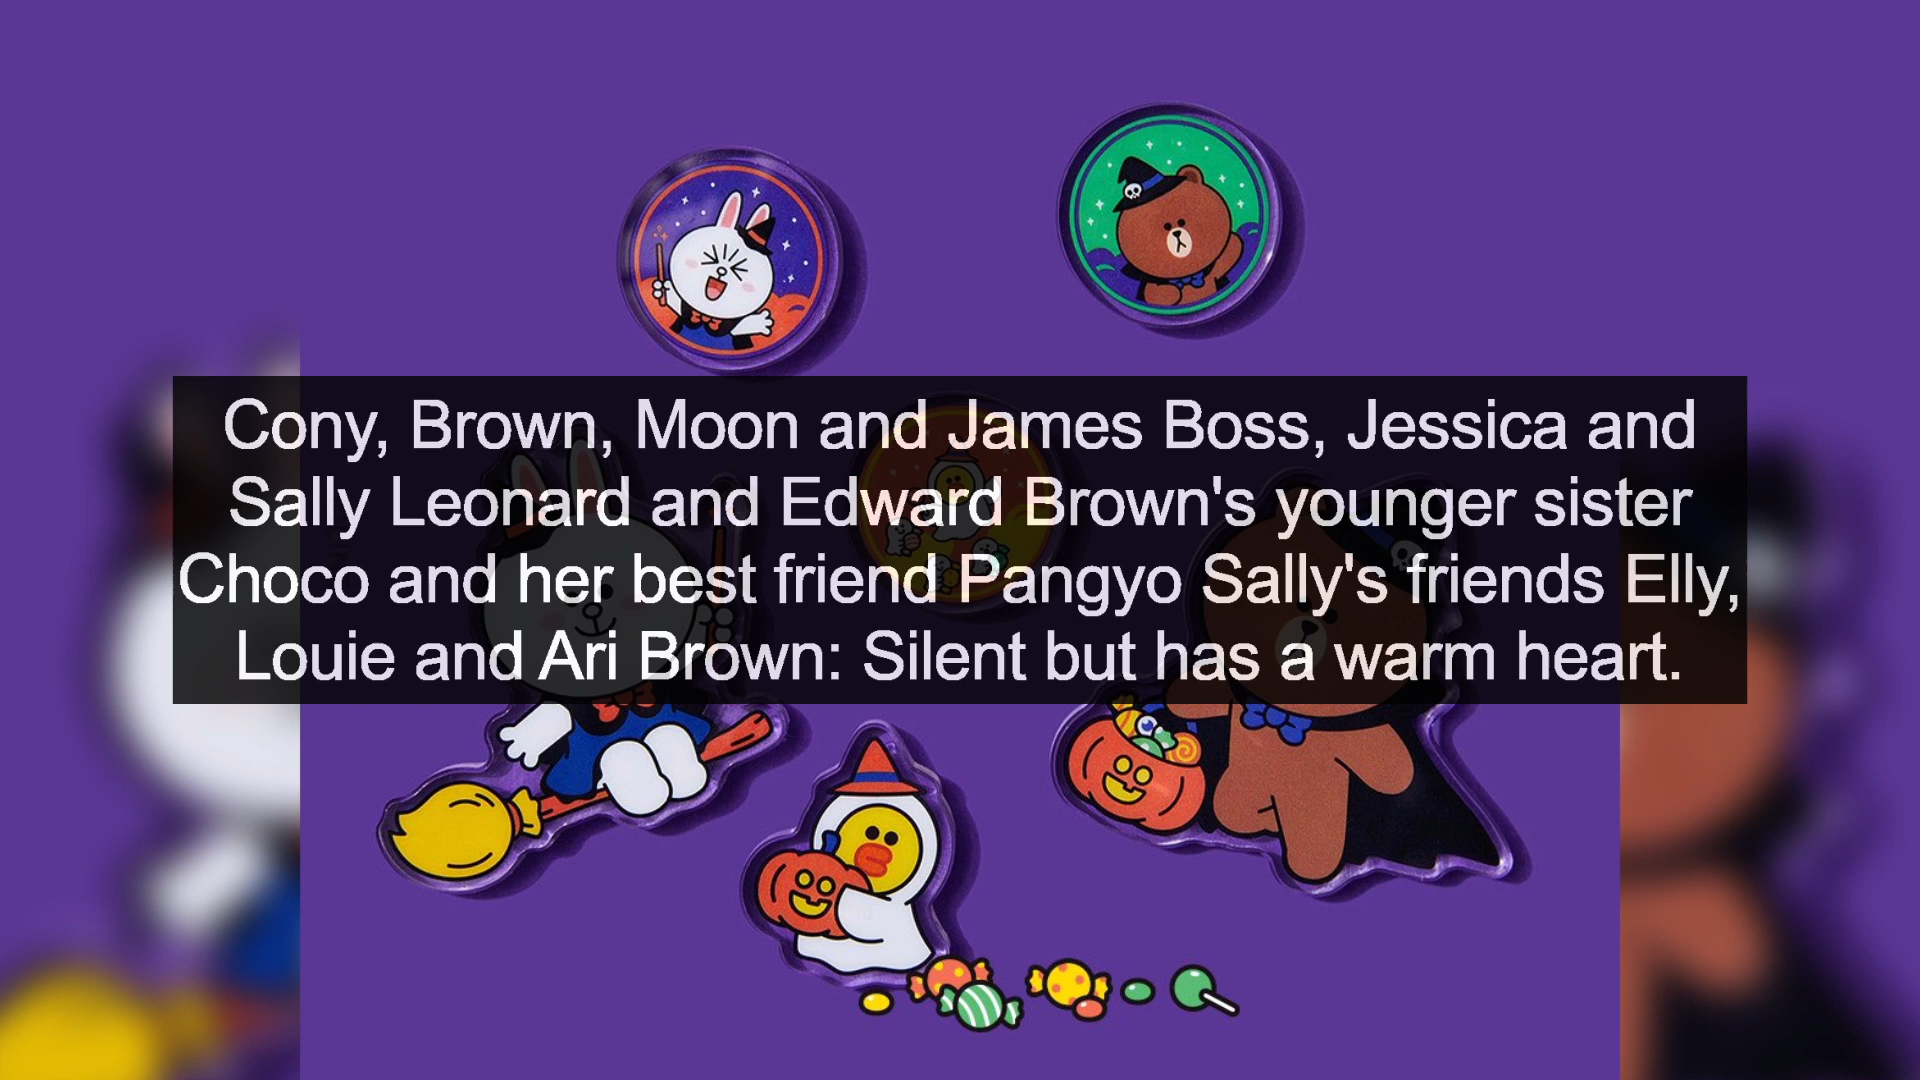 Cony, Brown, Moon and James Boss, Jessica and
Sally Leonard and Edward Brown's younger sister
Choco and her best friend Pangyo Sally's friends Elly,
Louie and Ari Brown: Silent but has a warm heart.